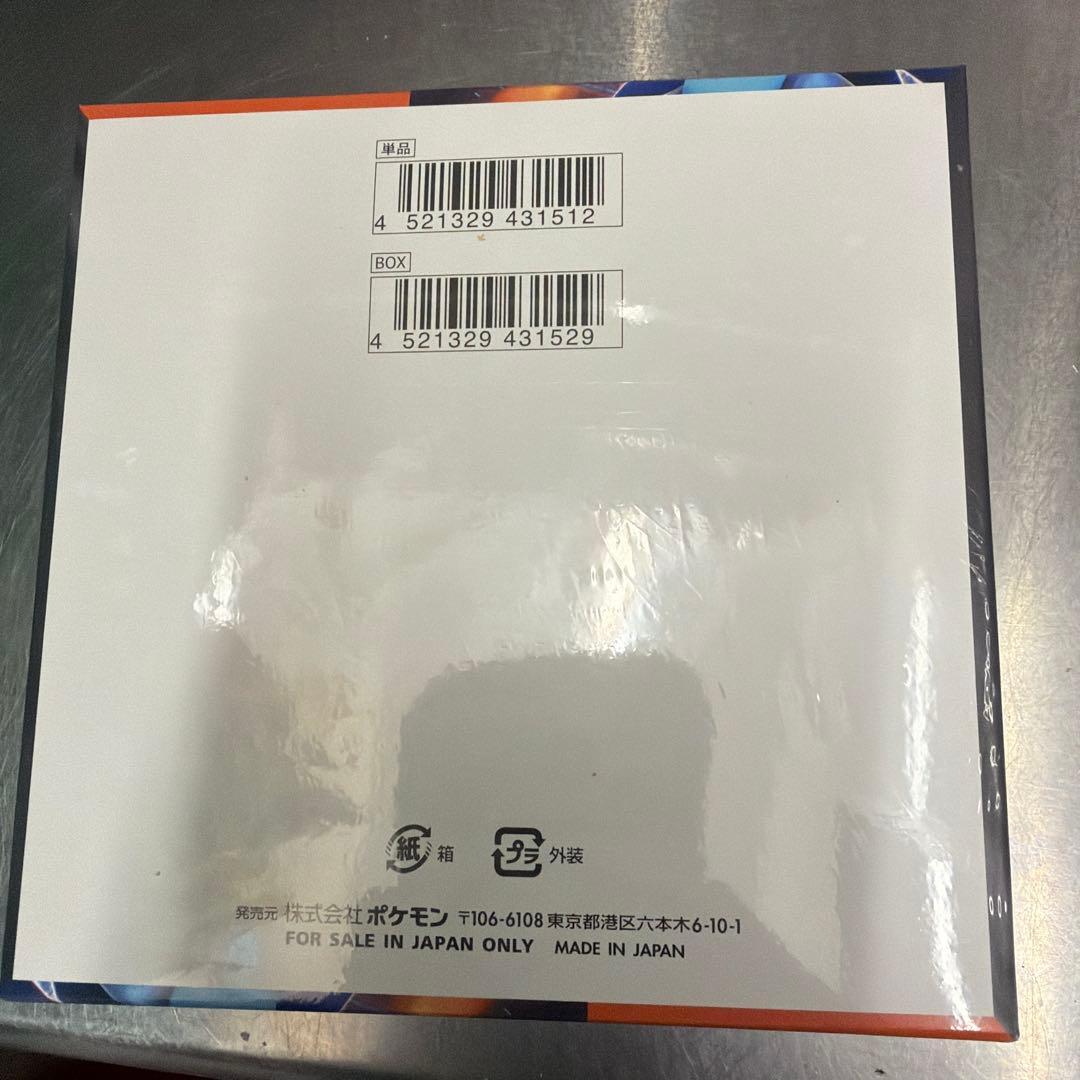 単品
4 521329 431512
BOX
4 521329 431529
紙 箱 プラ 外装
発売元 株式会社 ポケモン 〒106-6108 東京都港区六本木6-10-1
FOR SALE IN JAPAN ONLY MADE IN JAPAN